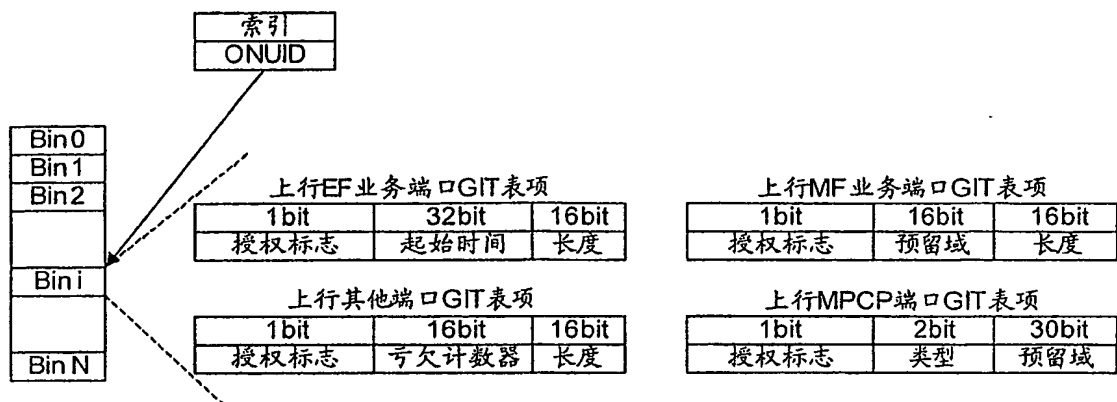 索引
ONUID
Bin0
Bin1
Bin2
Bin i
Bin N
上行EF业务端口GIT表项
1bit 32bit 16bit
授权标志 起始时间 长度
上行MF业务端口GIT表项
1bit 16bit 16bit
授权标志 预留域 长度
上行其他端口GIT表项
1bit 16bit 16bit
授权标志 亏欠计数器 长度
上行MPCP端口GIT表项
1bit 2bit 30bit
授权标志 类型 预留域